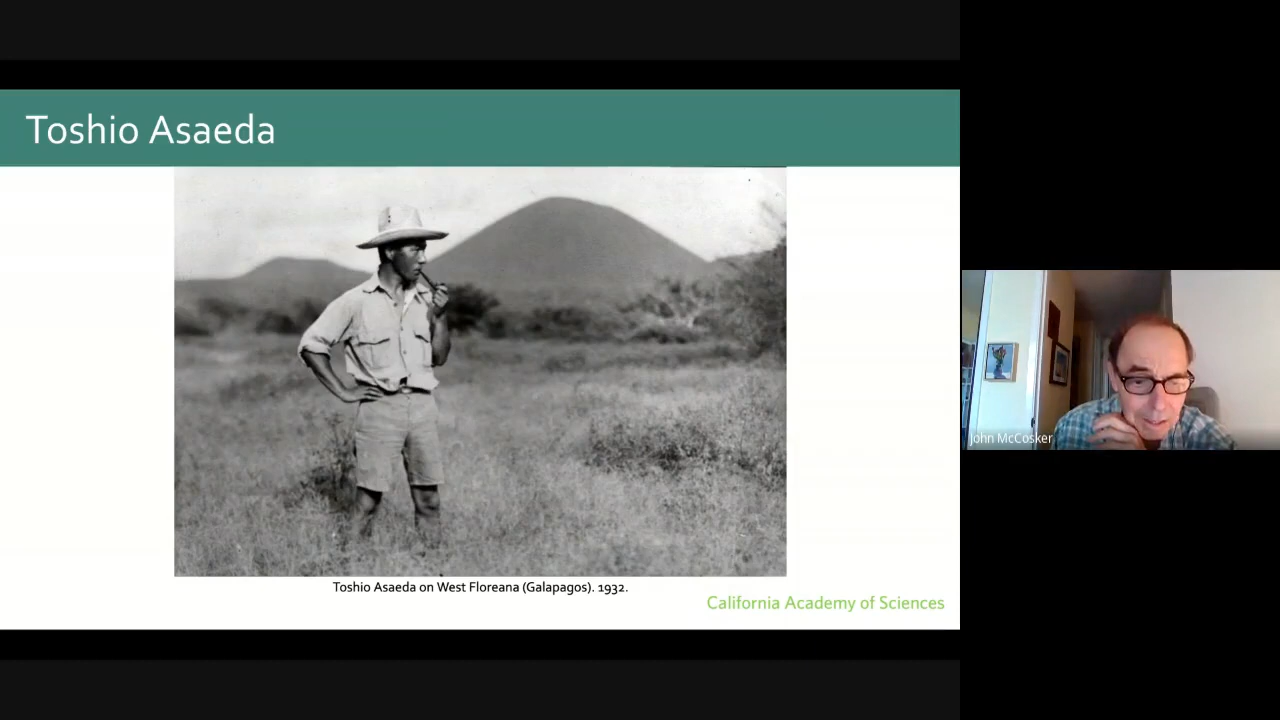 Toshio Asaeda
Toshio Asaeda on West Floreana (Galapagos). 1932.
California Academy of Sciences
John McCosker